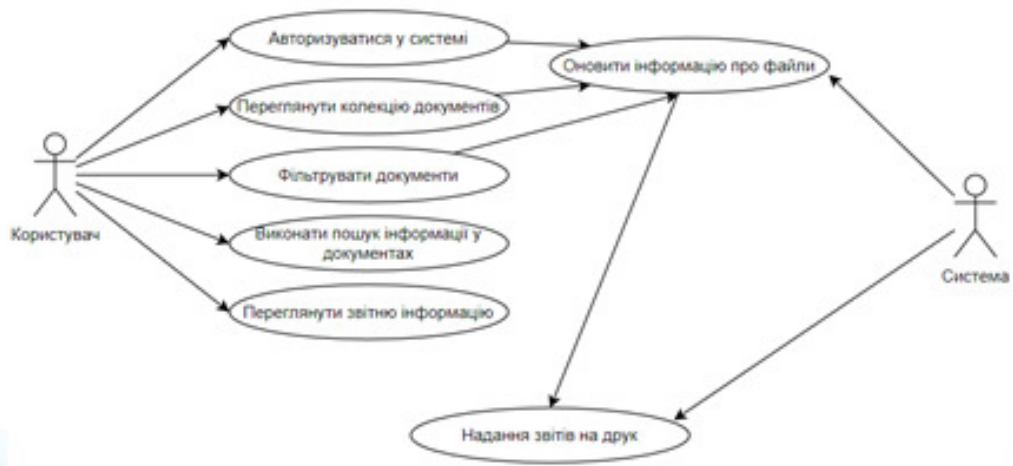 Авторизуватися у системі
Оновити інформацію про файли
Переглянути колекцію документів
Фільтрувати документи
Користувач
Виконати пошук інформації у
документах
Система
Переглянути звітню інформацію
Надання звітів на друк